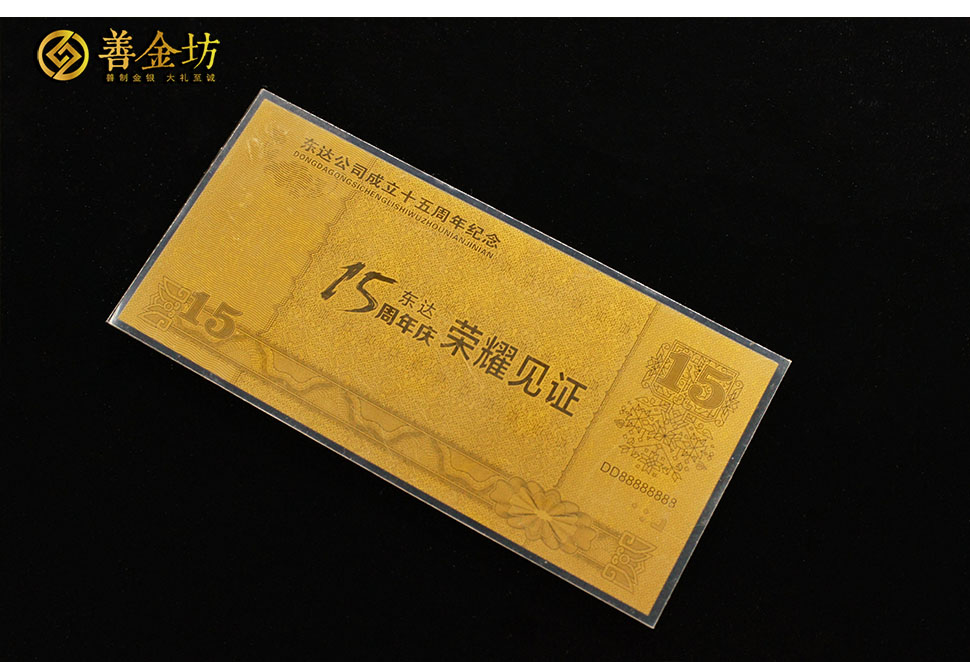 善金坊
善制金银 大礼至诚
东达公司成立十五周年纪念
DONGDAGONGSICHENGLISHIWUZHOUNIANJINIAN
15 东达
周年庆 荣耀见证
15
15
DD88888888